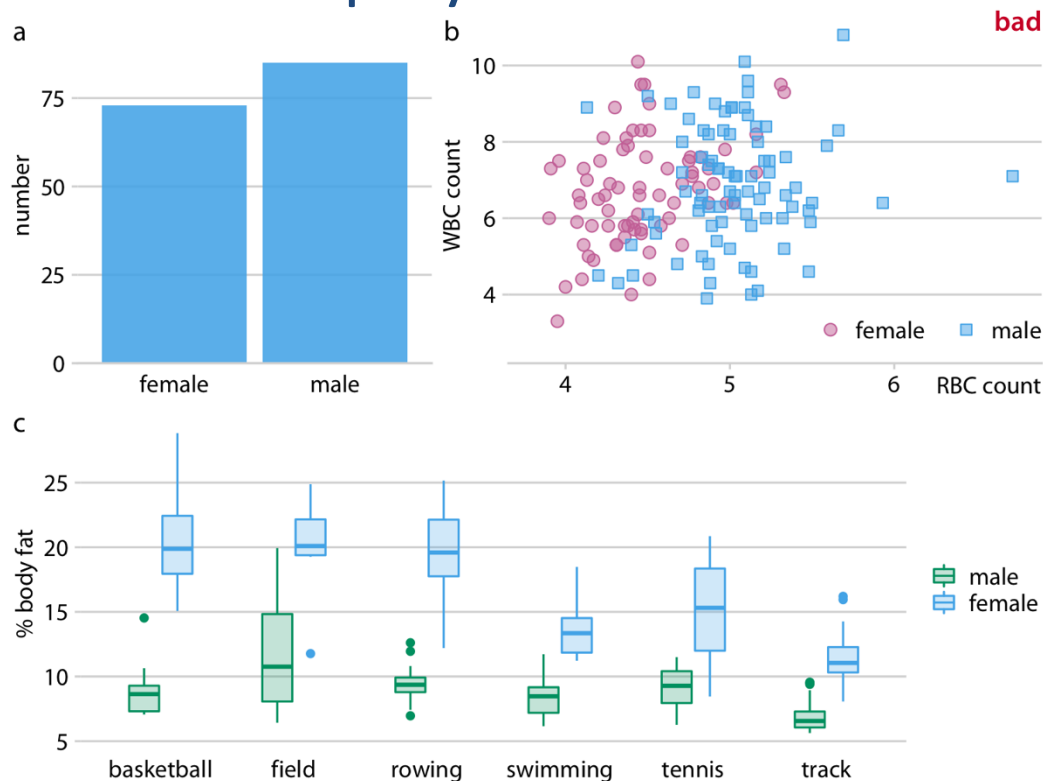 a
number
75
50
25
0
female
male
b
bad
WBC count
10
8
6
4
female
male
4
5
6
RBC count
c
% body fat
25
20
15
10
5
male
female
basketball
field
rowing
swimming
tennis
track